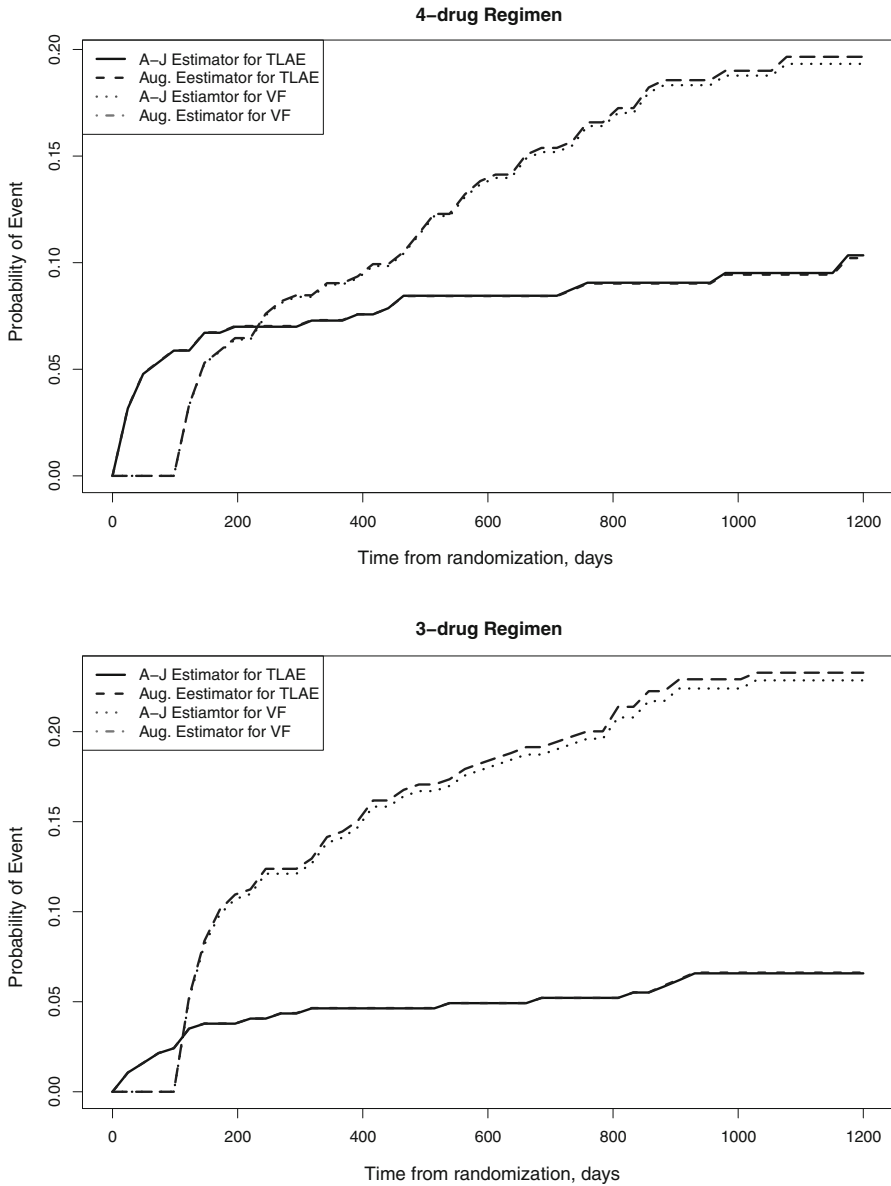 4−drug Regimen
A−J Estimator for TLAE
Aug. Eestimator for TLAE
A−J Estiamtor for VF
Aug. Estimator for VF
Probability of Event
0.20
0.15
0.10
0.05
0.00
0 200 400 600 800 1000 1200
Time from randomization, days
3−drug Regimen
A−J Estimator for TLAE
Aug. Eestimator for TLAE
A−J Estiamtor for VF
Aug. Estimator for VF
Probability of Event
0.20
0.15
0.10
0.05
0.00
0 200 400 600 800 1000 1200
Time from randomization, days